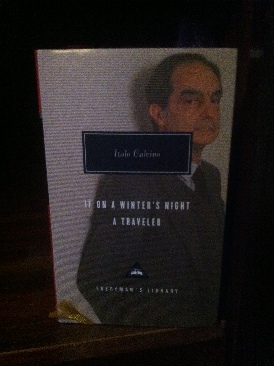 Italo Calvino
IF ON A WINTER'S NIGHT
A TRAVELER
EVERYMAN'S LIBRARY